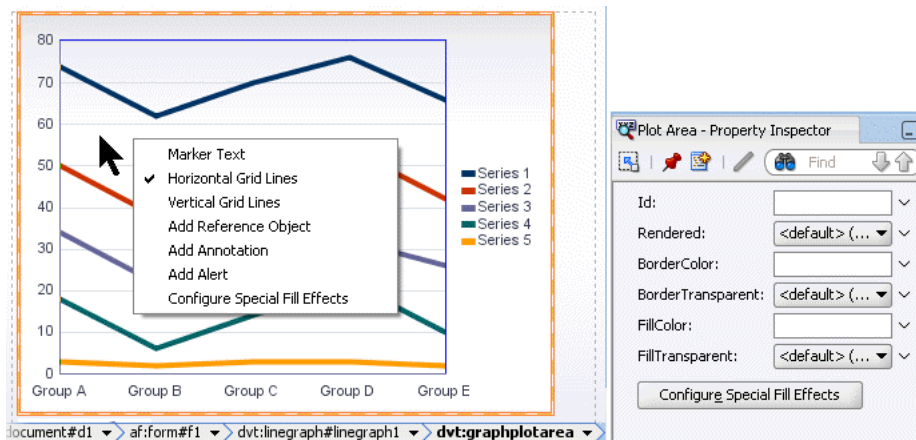 80
70
60
50
40
30
20
10
0
Group A Group B Group C Group D Group E
Marker Text
Horizontal Grid Lines
Vertical Grid Lines
Add Reference Object
Add Annotation
Add Alert
Configure Special Fill Effects
Series 1
Series 2
Series 3
Series 4
Series 5
document#d1 af:form#f1 dvt:linegraph#linegraph1 dvt:graphplotarea
Plot Area - Property Inspector
Find
Id:
Rendered: <default> (...
BorderColor:
BorderTransparent: <default> (...
FillColor:
FillTransparent: <default> (...
Configure Special Fill Effects